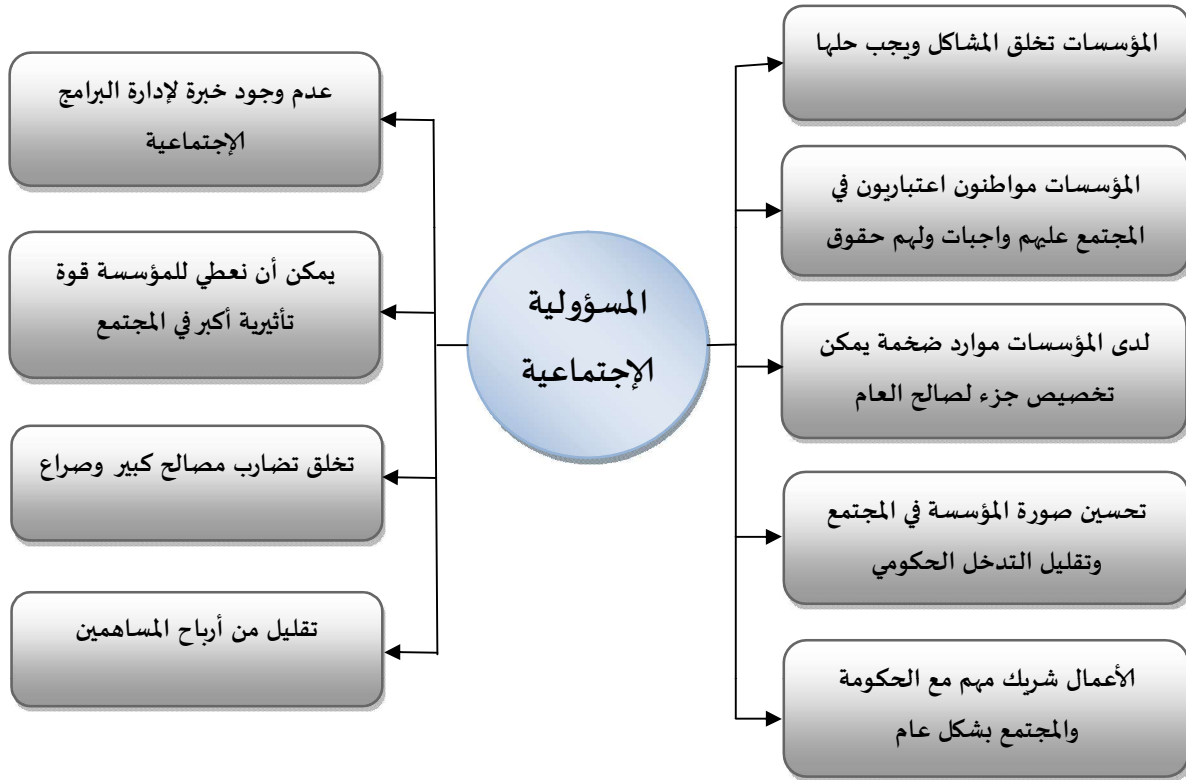 المؤسسات تخلق المشاكل ويجب حلها
المؤسسات مواطنون اعتباريون في
المجتمع عليهم واجبات ولهم حقوق
لدى المؤسسات موارد ضخمة يمكن
تخصيص جزء لصالح العام
تحسين صورة المؤسسة في المجتمع
وتقليل التدخل الحكومي
الأعمال شريك مهم مع الحكومة
والمجتمع بشكل عام
المسؤولية
الإجتماعية
عدم وجود خبرة لإدارة البرامج
الإجتماعية
يمكن أن نعطي للمؤسسة قوة
تأثيرية أكبر في المجتمع
تخلق تضارب مصالح كبير وصراع
تقليل من أرباح المساهمين